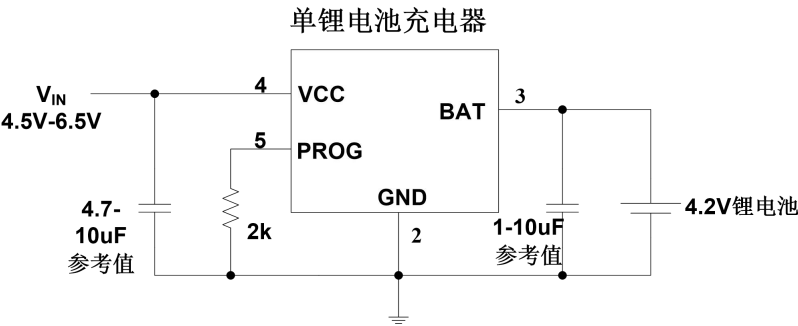 单锂电池充电器
VIN
4.5V-6.5V
4
VCC
5
PROG
BAT
3
GND
2
4.7-
10uF
参考值
2k
1-10uF
参考值
4.2V锂电池